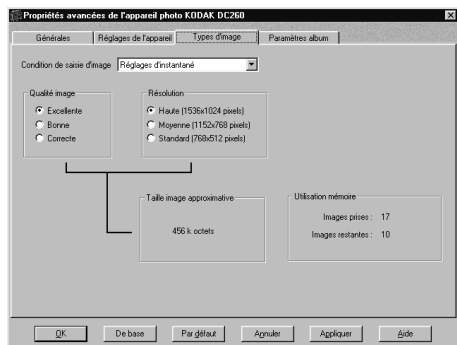 Propriétés avancées de l'appareil photo KODAK DC260
Générales Réglages de l'appareil Types d'image Paramètres album
Condition de saisie d'image Réglages d'instantané
Qualité image
Excellente
Bonne
Correcte
Résolution
Haute (1536x1024 pixels)
Moyenne (1152x768 pixels)
Standard (768x512 pixels)
Taille image approximative
456 k octets
Utilisation mémoire
Images prises : 17
Images restantes : 10
OK De base Par défaut Annuler Appliquer Aide